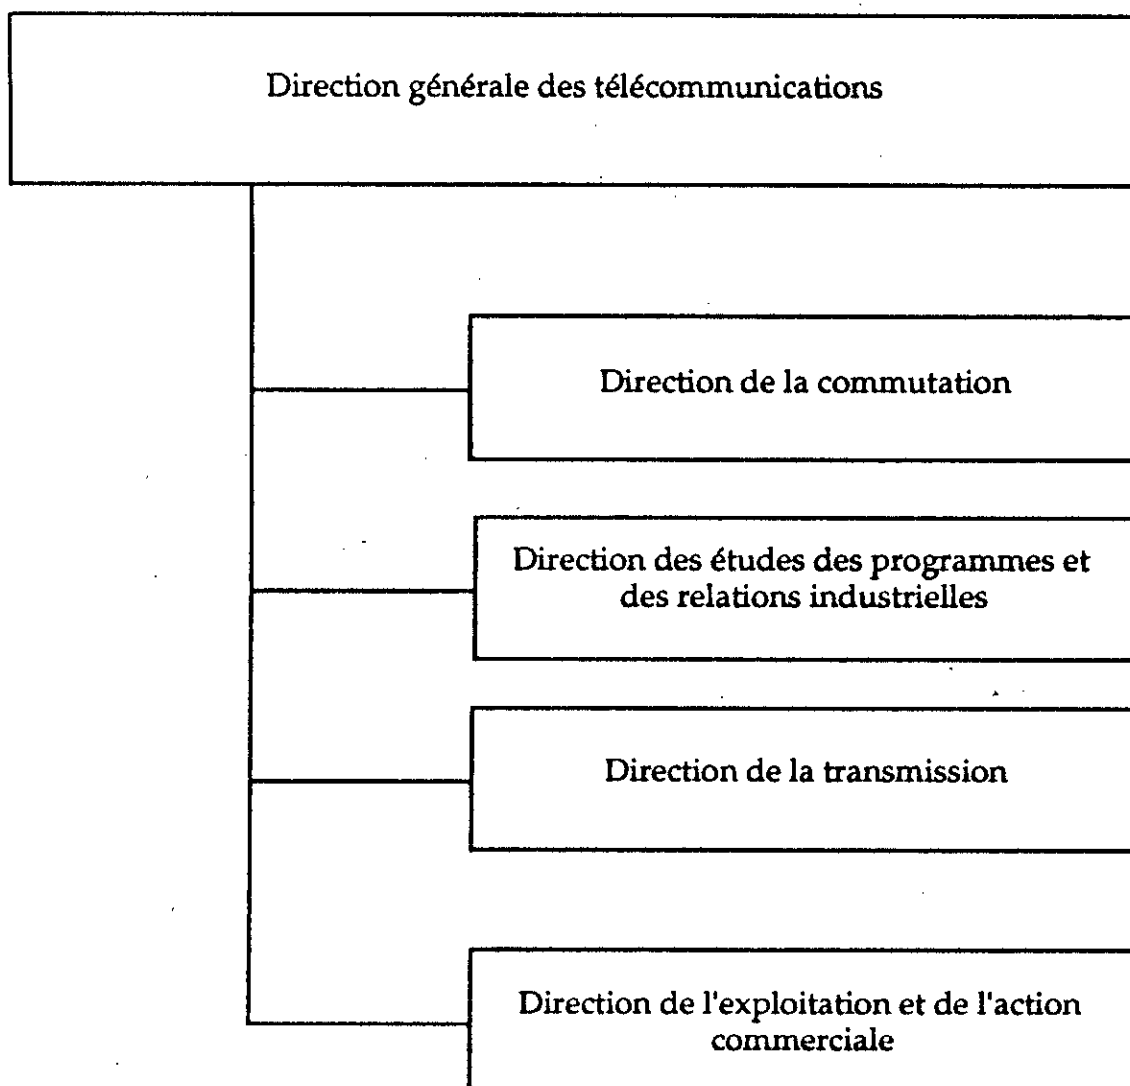 Direction générale des télécommunications
Direction de la commutation
Direction des études des programmes et
des relations industrielles
Direction de la transmission
Direction de l'exploitation et de l'action
commerciale